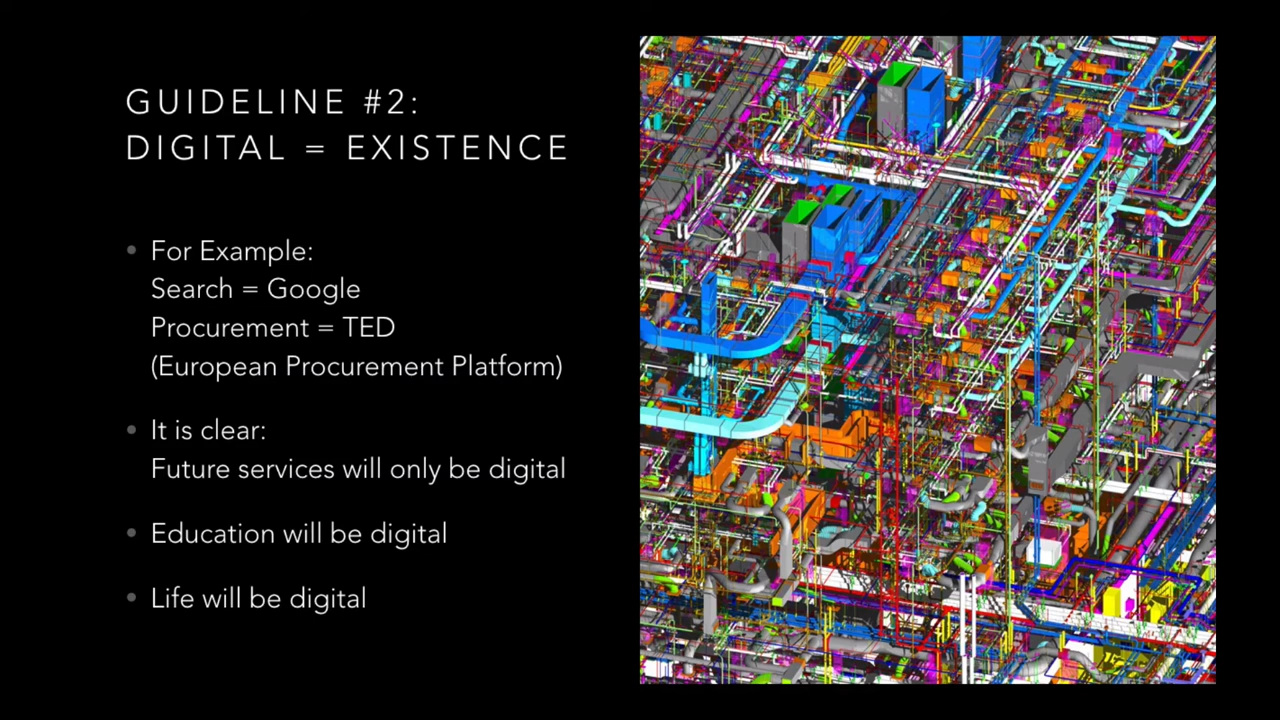 GUIDELINE #2:
DIGITAL = EXISTENCE
• For Example:
Search = Google
Procurement = TED
(European Procurement Platform)
• It is clear:
Future services will only be digital
• Education will be digital
• Life will be digital